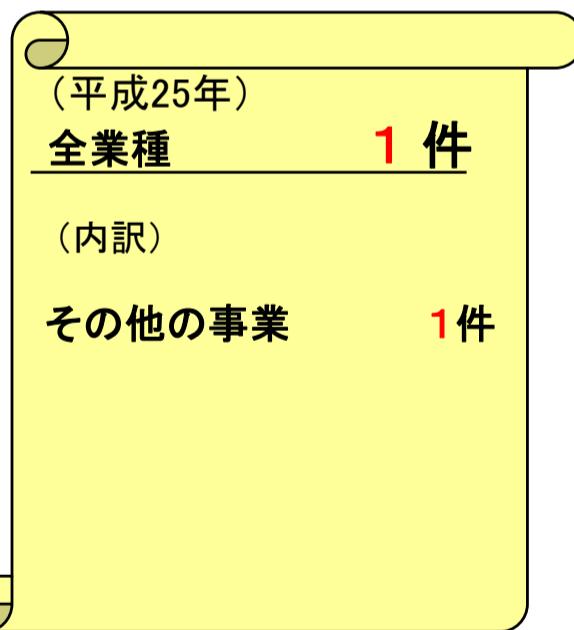 （平成25年）
全業種 1 件
（内訳）
その他の事業 1件